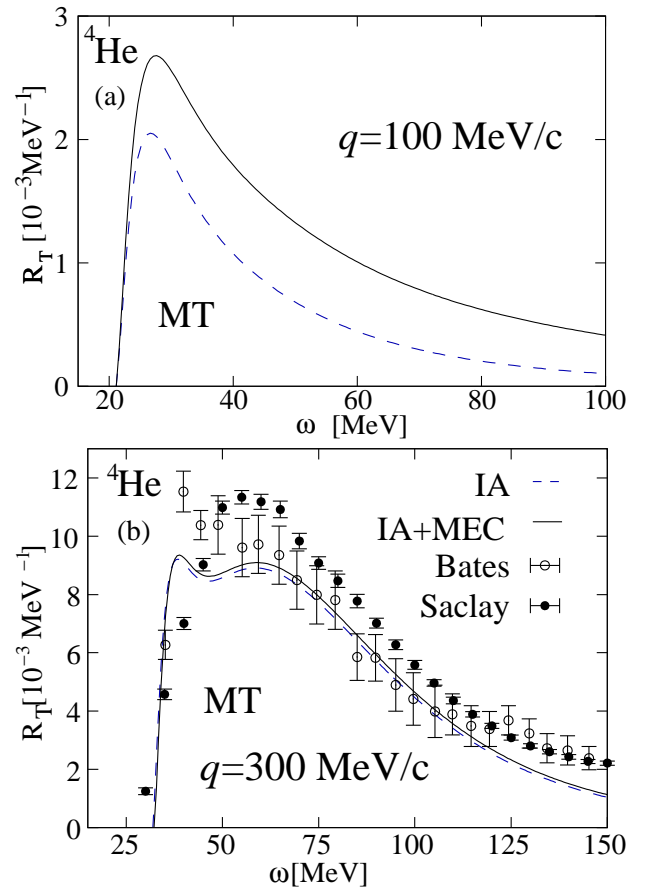 3
⁴He
(a)
q=100 MeV/c
2
R_T [10⁻³MeV⁻¹]
1
MT
0
20 40 60 80 100
ω [MeV]
12
⁴He
IA
(b)
IA+MEC
10
Bates
8
Saclay
R_T[10⁻³ MeV⁻¹]
6
4
MT
2
q=300 MeV/c
0
25 50 75 100 125 150
ω[MeV]